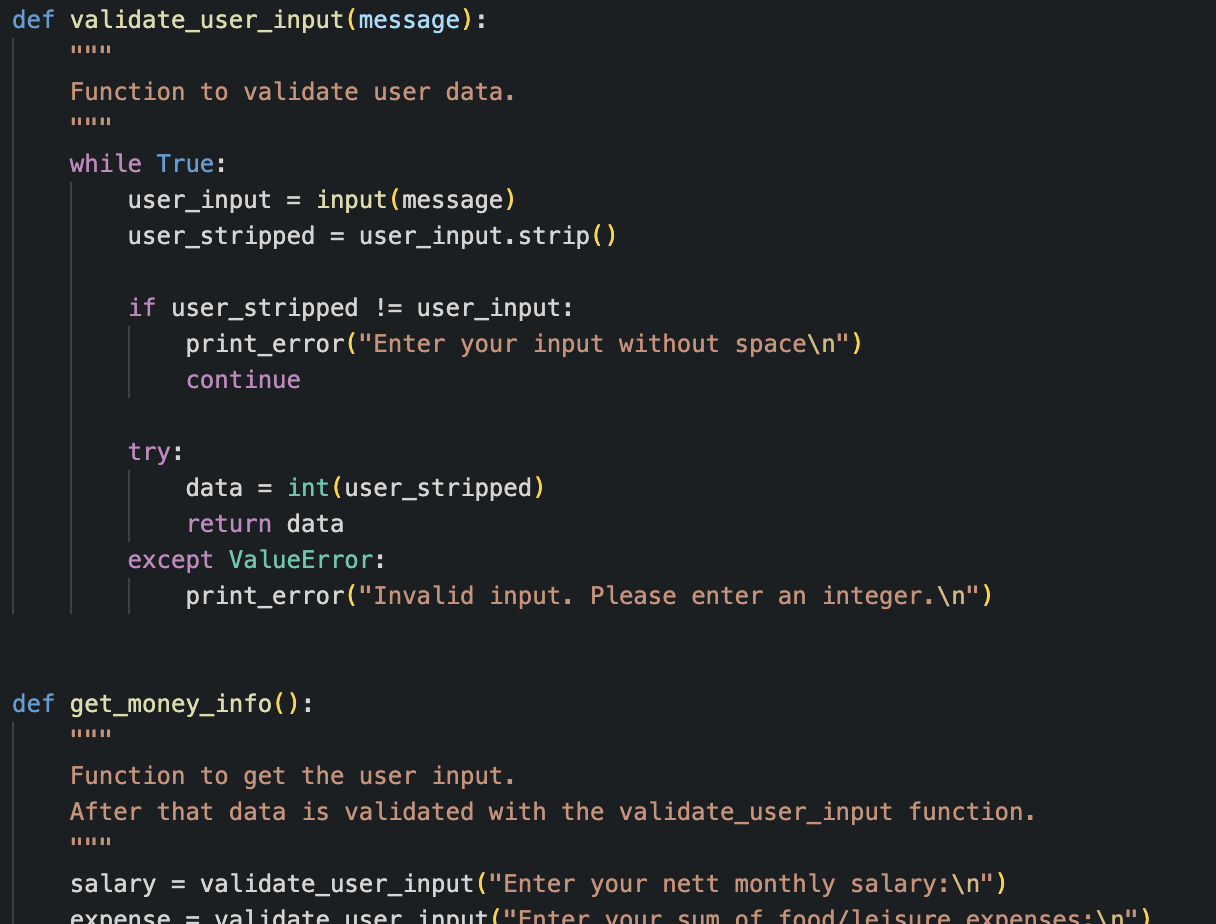 def validate_user_input(message):
    """
    Function to validate user data.
    """
    while True:
        user_input = input(message)
        user_stripped = user_input.strip()

        if user_stripped != user_input:
            print_error("Enter your input without space\n")
            continue

        try:
            data = int(user_stripped)
            return data
        except ValueError:
            print_error("Invalid input. Please enter an integer.\n")


def get_money_info():
    """
    Function to get the user input.
    After that data is validated with the validate_user_input function.
    """
    salary = validate_user_input("Enter your nett monthly salary:\n")
    expense = validate_user_input("Enter your sum of food/leisure expenses:\n")